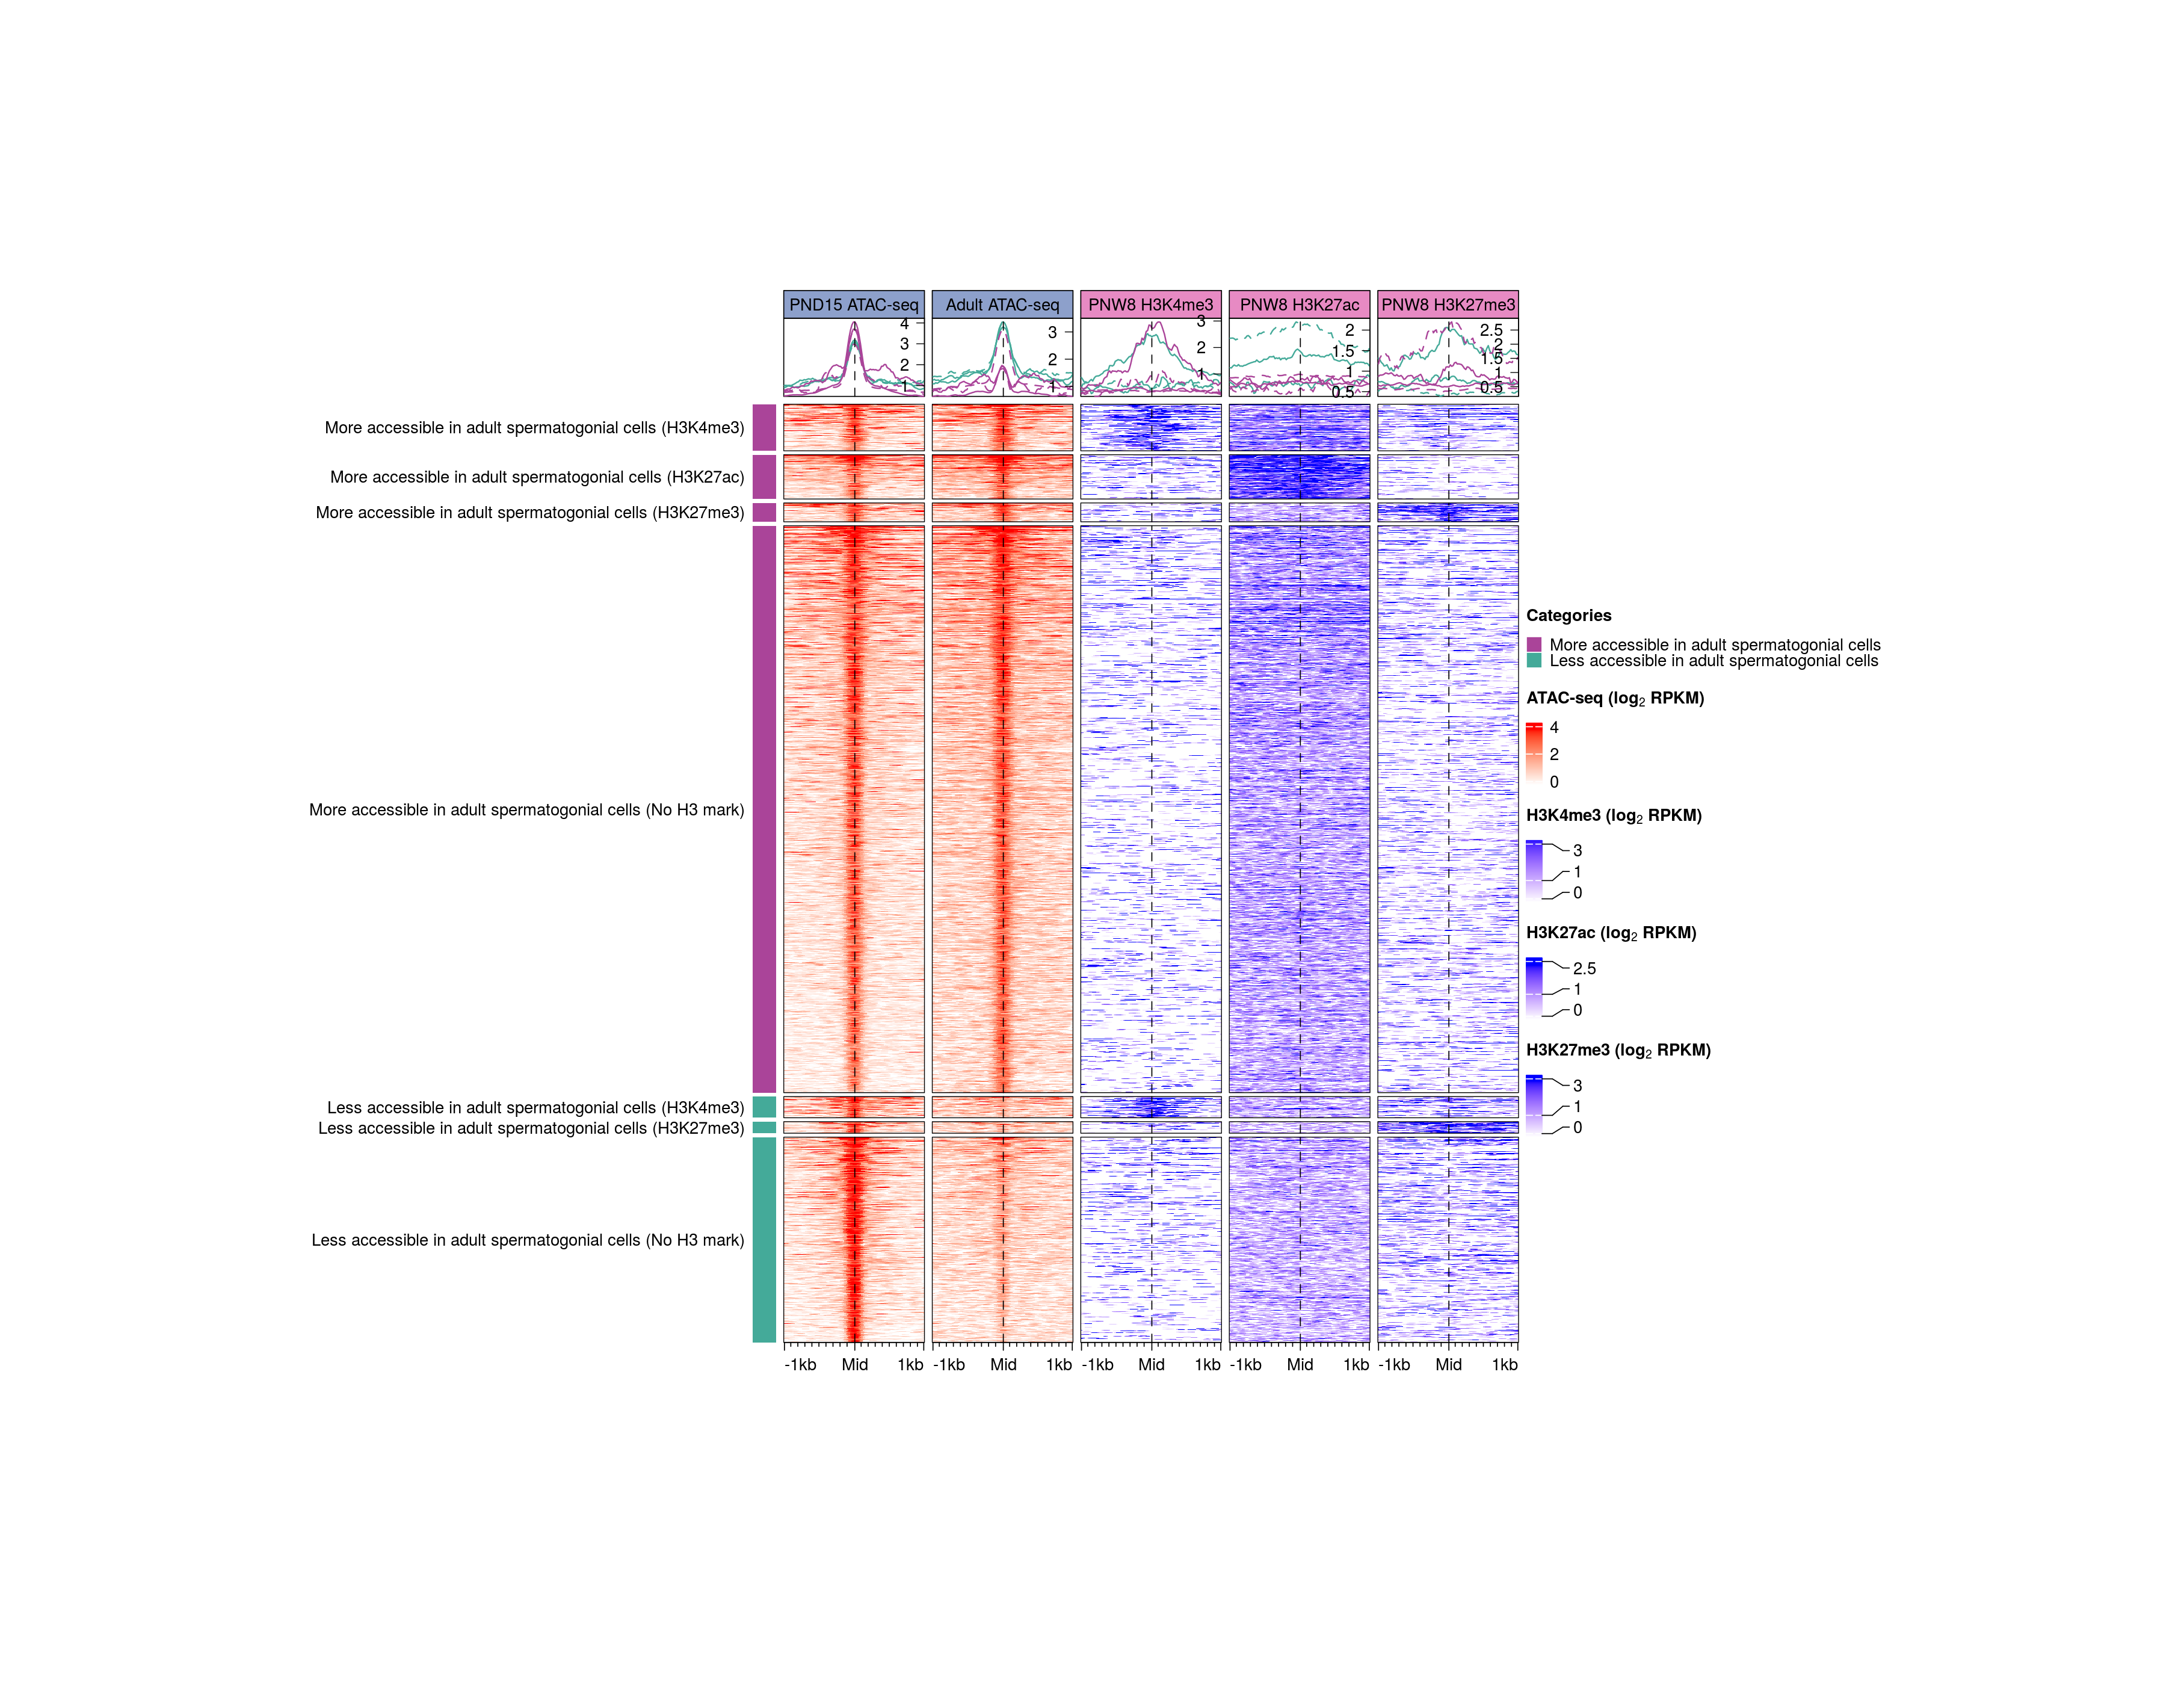 PND15 ATAC-seq
Adult ATAC-seq
PNW8 H3K4me3
PNW8 H3K27ac
PNW8 H3K27me3
4
3
2
1
3
2
1
3
2
1
2
1.5
1
0.5
2.5
2
1.5
1
0.5
More accessible in adult spermatogonial cells (H3K4me3)
More accessible in adult spermatogonial cells (H3K27ac)
More accessible in adult spermatogonial cells (H3K27me3)
More accessible in adult spermatogonial cells (No H3 mark)
Less accessible in adult spermatogonial cells (H3K4me3)
Less accessible in adult spermatogonial cells (H3K27me3)
Less accessible in adult spermatogonial cells (No H3 mark)
-1kb Mid 1kb
-1kb Mid 1kb
-1kb Mid 1kb
-1kb Mid 1kb
-1kb Mid 1kb
Categories
More accessible in adult spermatogonial cells
Less accessible in adult spermatogonial cells
ATAC-seq (log₂ RPKM)
4
2
0
H3K4me3 (log₂ RPKM)
3
1
0
H3K27ac (log₂ RPKM)
2.5
1
0
H3K27me3 (log₂ RPKM)
3
1
0